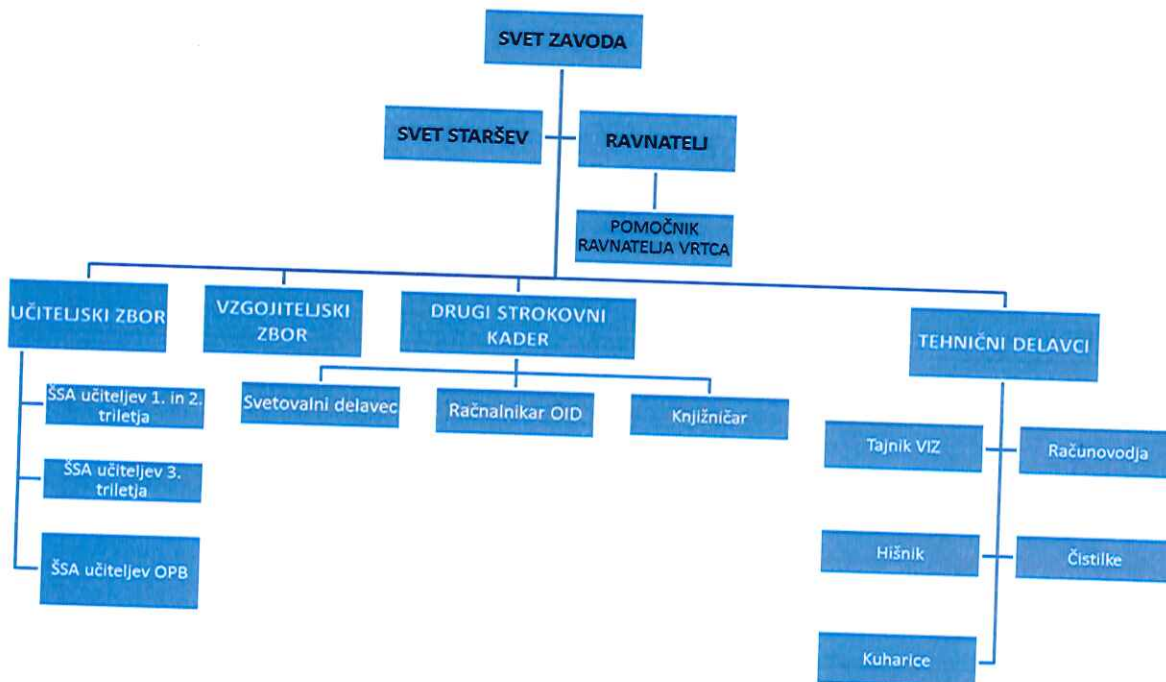 SVET ZAVODA
SVET STARŠEV
RAVNATELJ
POMOČNIK
RAVNATELJA VRTCA
UČITELJSKI ZBOR
VZGOJITELJSKI
ZBOR
DRUGI STROKOVNI
KADER
TEHNIČNI DELAVCI
ŠSA učiteljev 1. in 2.
triletja
ŠSA učiteljev 3.
triletja
ŠSA učiteljev OPB
Svetovalni delavec
Račnalnikar OID
Knjižničar
Tajnik VIZ
Računovodja
Hišnik
Čistilke
Kuharice